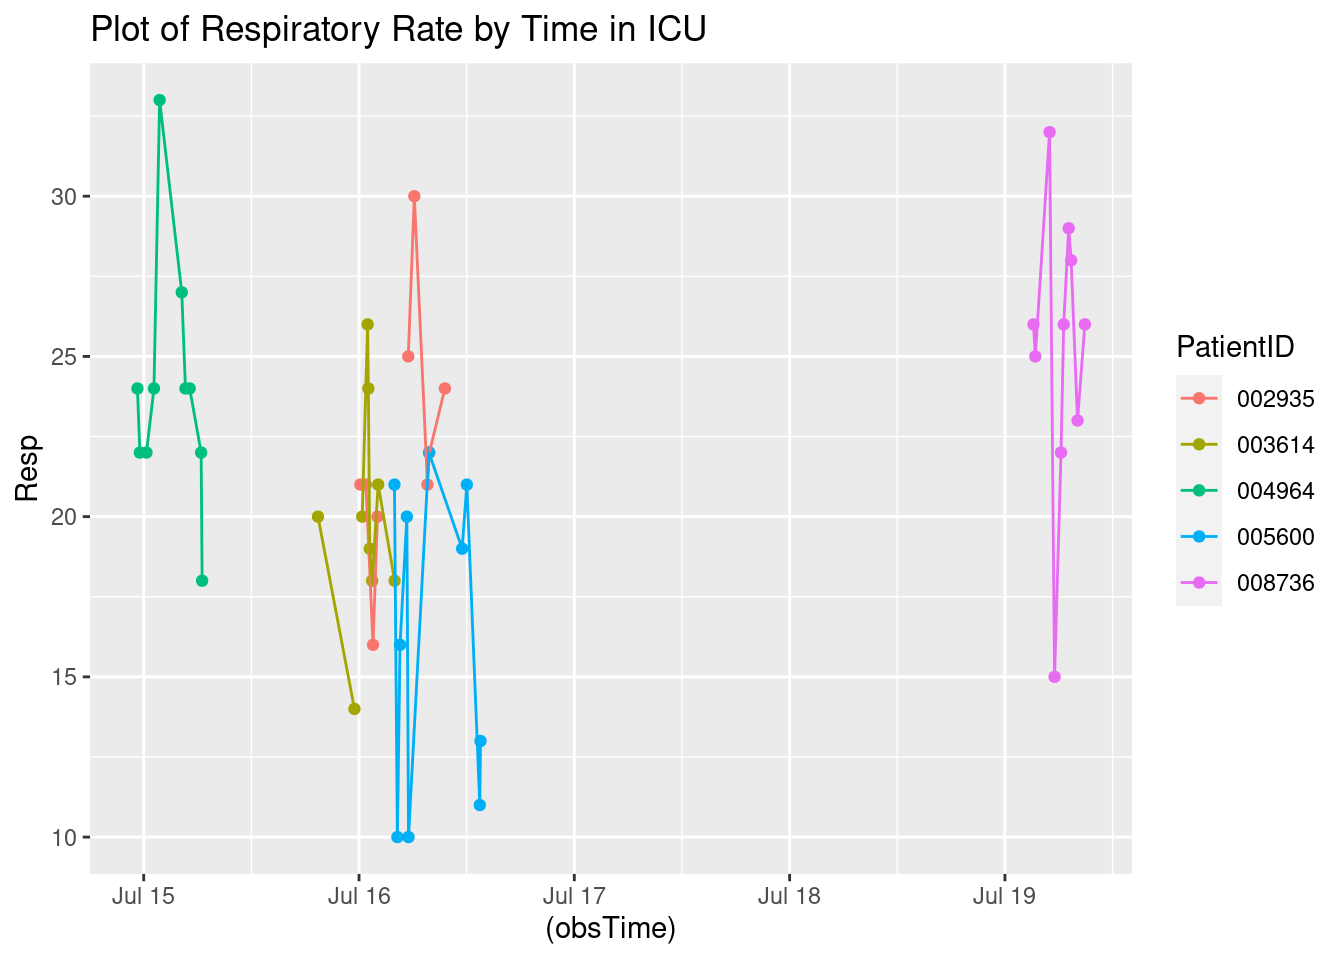 Plot of Respiratory Rate by Time in ICU
Resp
30
25
20
15
10
Jul 15 Jul 16 Jul 17 Jul 18 Jul 19
(obsTime)
PatientID
002935
003614
004964
005600
008736